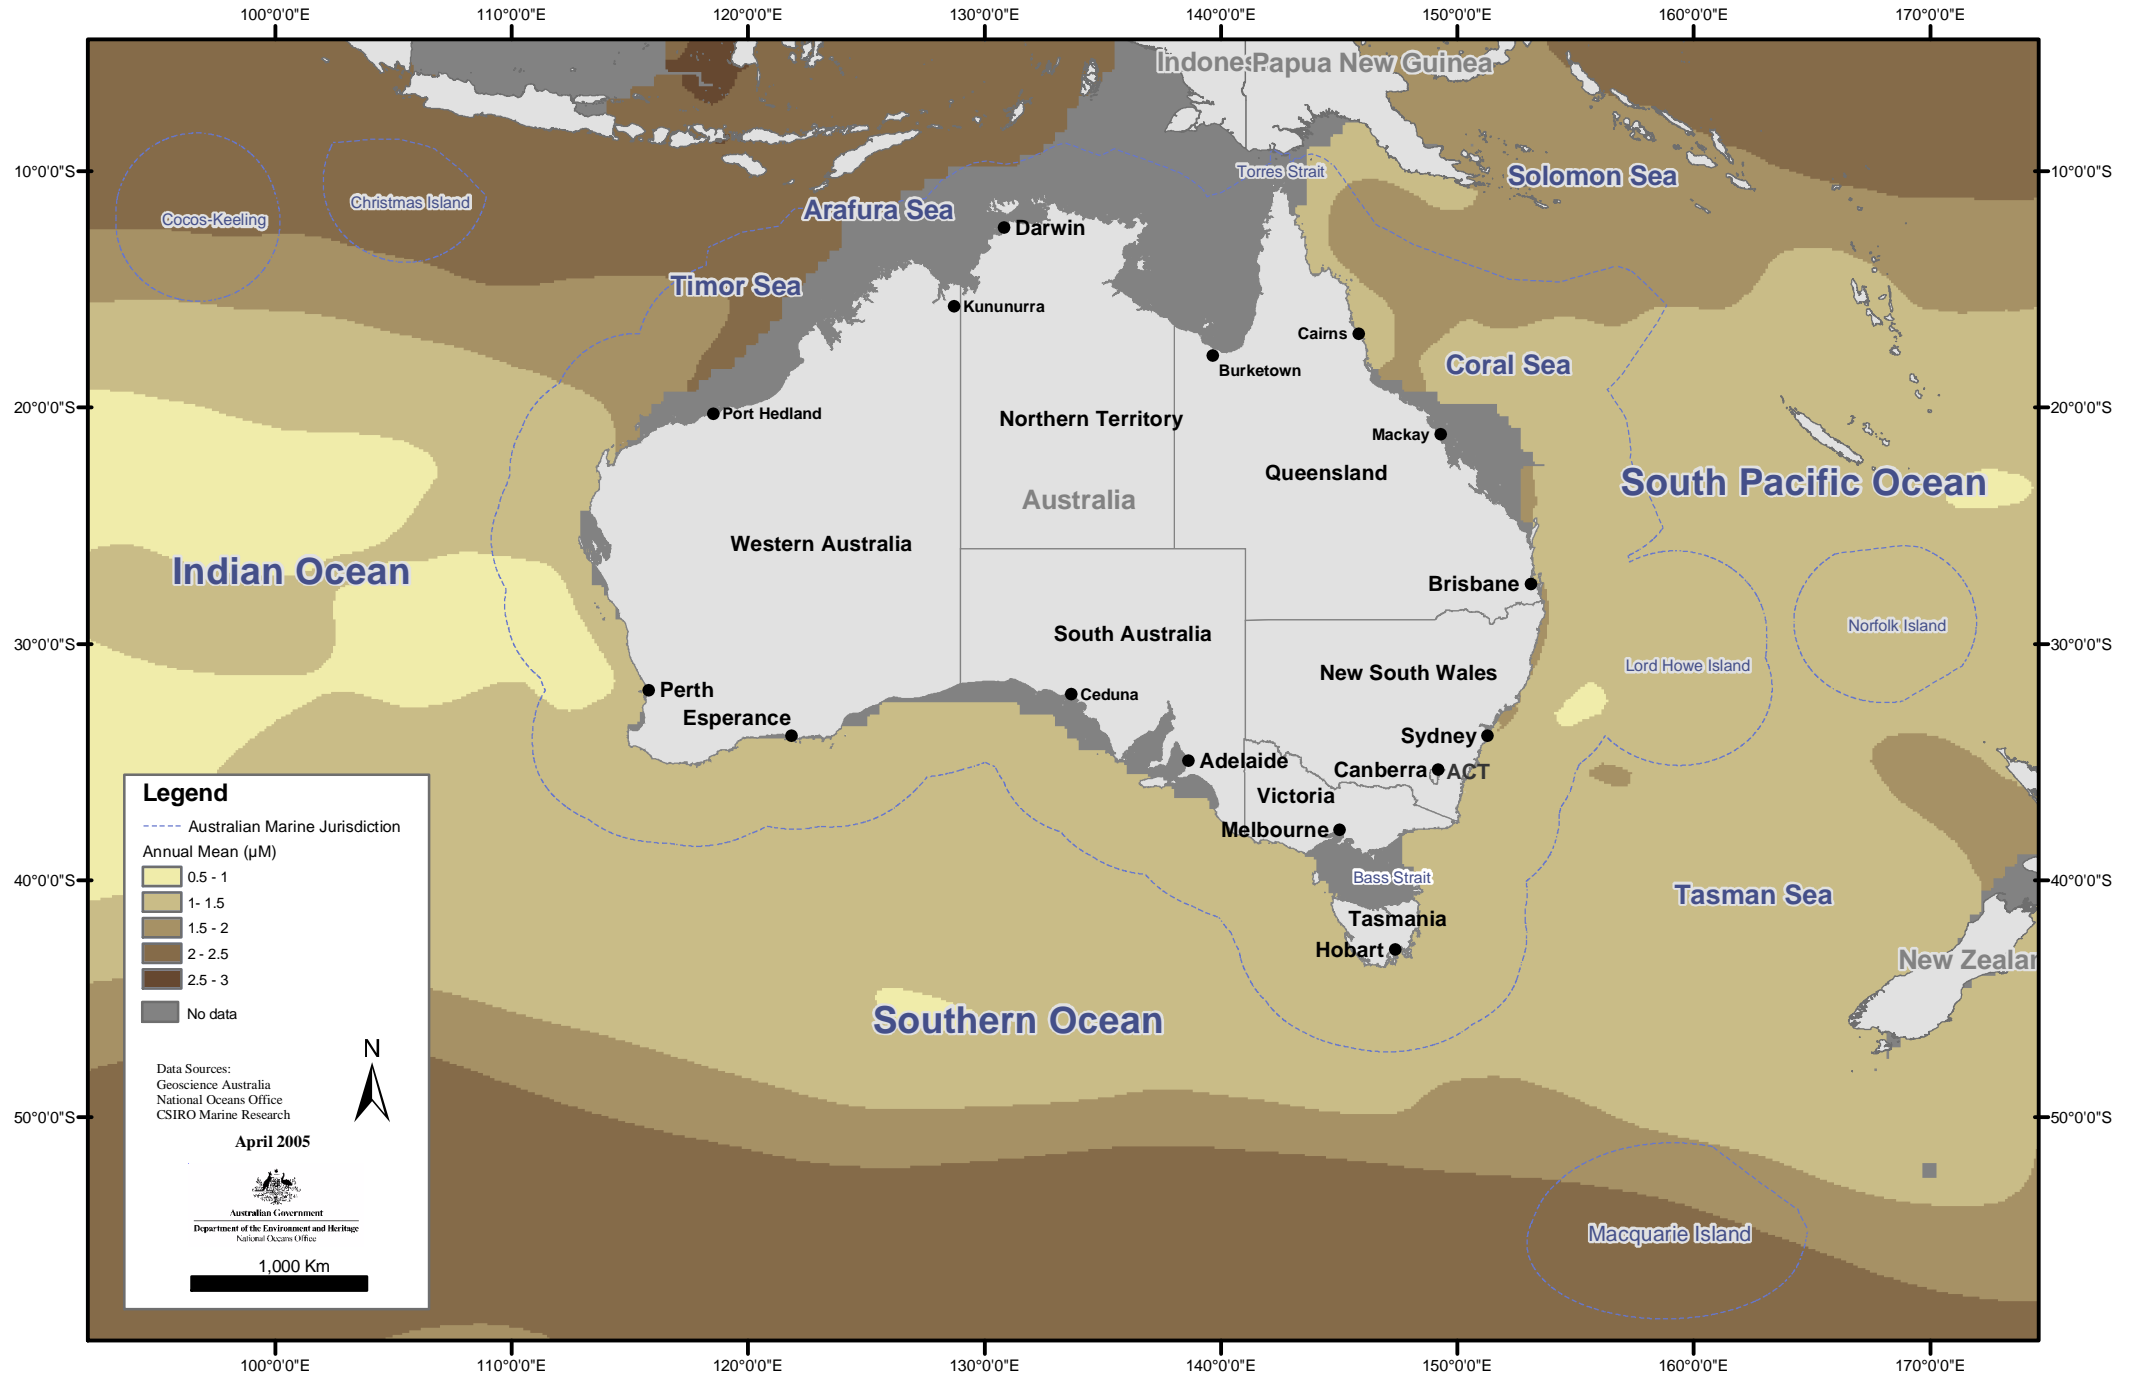 100°0'0"E 110°0'0"E 120°0'0"E 130°0'0"E 140°0'0"E 150°0'0"E 160°0'0"E 170°0'0"E
Indones Papua New Guinea
10°0'0"S 10°0'0"S
Torres Strait
Solomon Sea
Christmas Island
Cocos-Keeling
Arafura Sea
Darwin
Timor Sea
Kununurra
Cairns
Burketown
Coral Sea
20°0'0"S 20°0'0"S
Port Hedland
Northern Territory
Mackay
Queensland
South Pacific Ocean
Australia
Western Australia
Indian Ocean
Brisbane
Norfolk Island
South Australia
30°0'0"S 30°0'0"S
Lord Howe Island
New South Wales
Perth
Ceduna
Esperance
Sydney
Adelaide
Canberra ACT
Victoria
Melbourne
40°0'0"S 40°0'0"S
Bass Strait
Tasman Sea
Tasmania
Hobart
New Zealar
Southern Ocean
50°0'0"S 50°0'0"S
Macquarie Island
Legend
Australian Marine Jurisdiction
Annual Mean (µM)
0.5 - 1
1- 1.5
1.5 - 2
2 - 2.5
2.5 - 3
No data
N
Data Sources:
Geoscience Australia
National Oceans Office
CSIRO Marine Research
April 2005
Australian Government
Department of the Environment and Heritage
National Oceans Office
1,000 Km
100°0'0"E 110°0'0"E 120°0'0"E 130°0'0"E 140°0'0"E 150°0'0"E 160°0'0"E 170°0'0"E